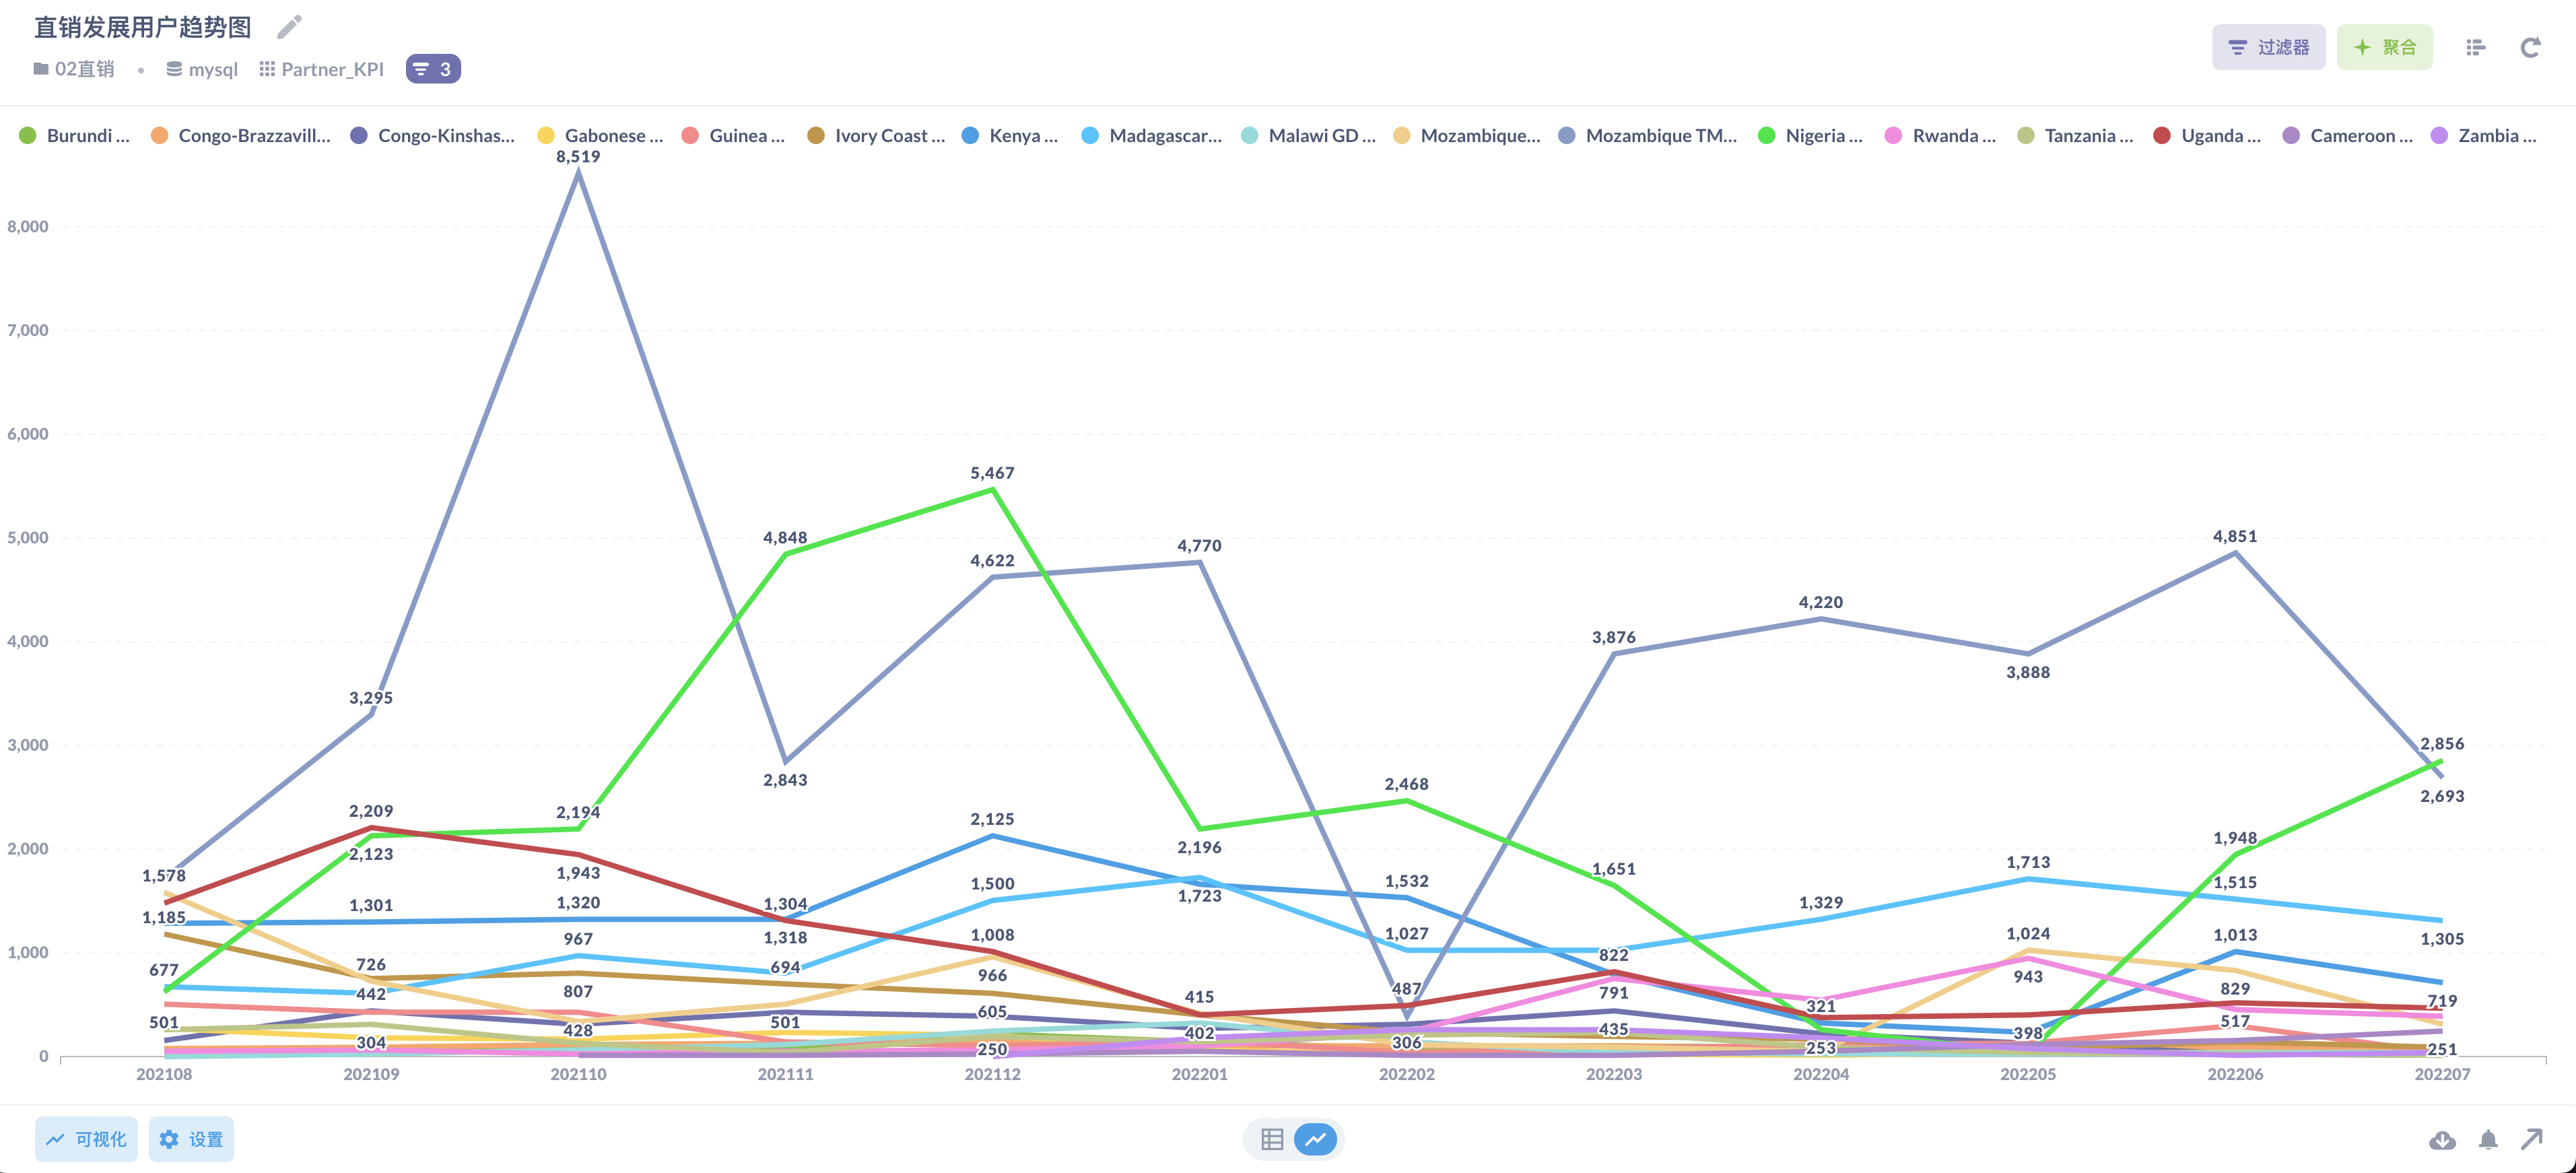 直销发展用户趋势图
02直销 • mysql Partner_KPI 3
过滤器 聚合
Burundi ... Congo-Brazzavill... Congo-Kinshas... Gabonese ... Guinea ... Ivory Coast ... Kenya ... Madagascar... Malawi GD ... Mozambique... Mozambique TM... Nigeria ... Rwanda ... Tanzania ... Uganda ... Cameroon ... Zambia ...
8,519
8,000
7,000
6,000
5,467
5,000 4,848 4,622 4,770 4,851
4,220
4,000 3,876 3,888
3,295
3,000 2,843 2,856
2,693
2,468
2,209 2,194 2,125 2,196 1,948
2,000 2,123 1,943 1,651 1,713
1,578 1,500 1,723 1,532 1,515
1,185 1,301 1,320 1,304 1,329
1,318 1,008 1,027 1,024 1,013 1,305
1,000 967 694 966 822
677 726 807 415 487 791 943 829 719
442 605 321 517
501 428 501 402 435 398
304 250 306 253 251
0
202108 202109 202110 202111 202112 202201 202202 202203 202204 202205 202206 202207
可视化 设置